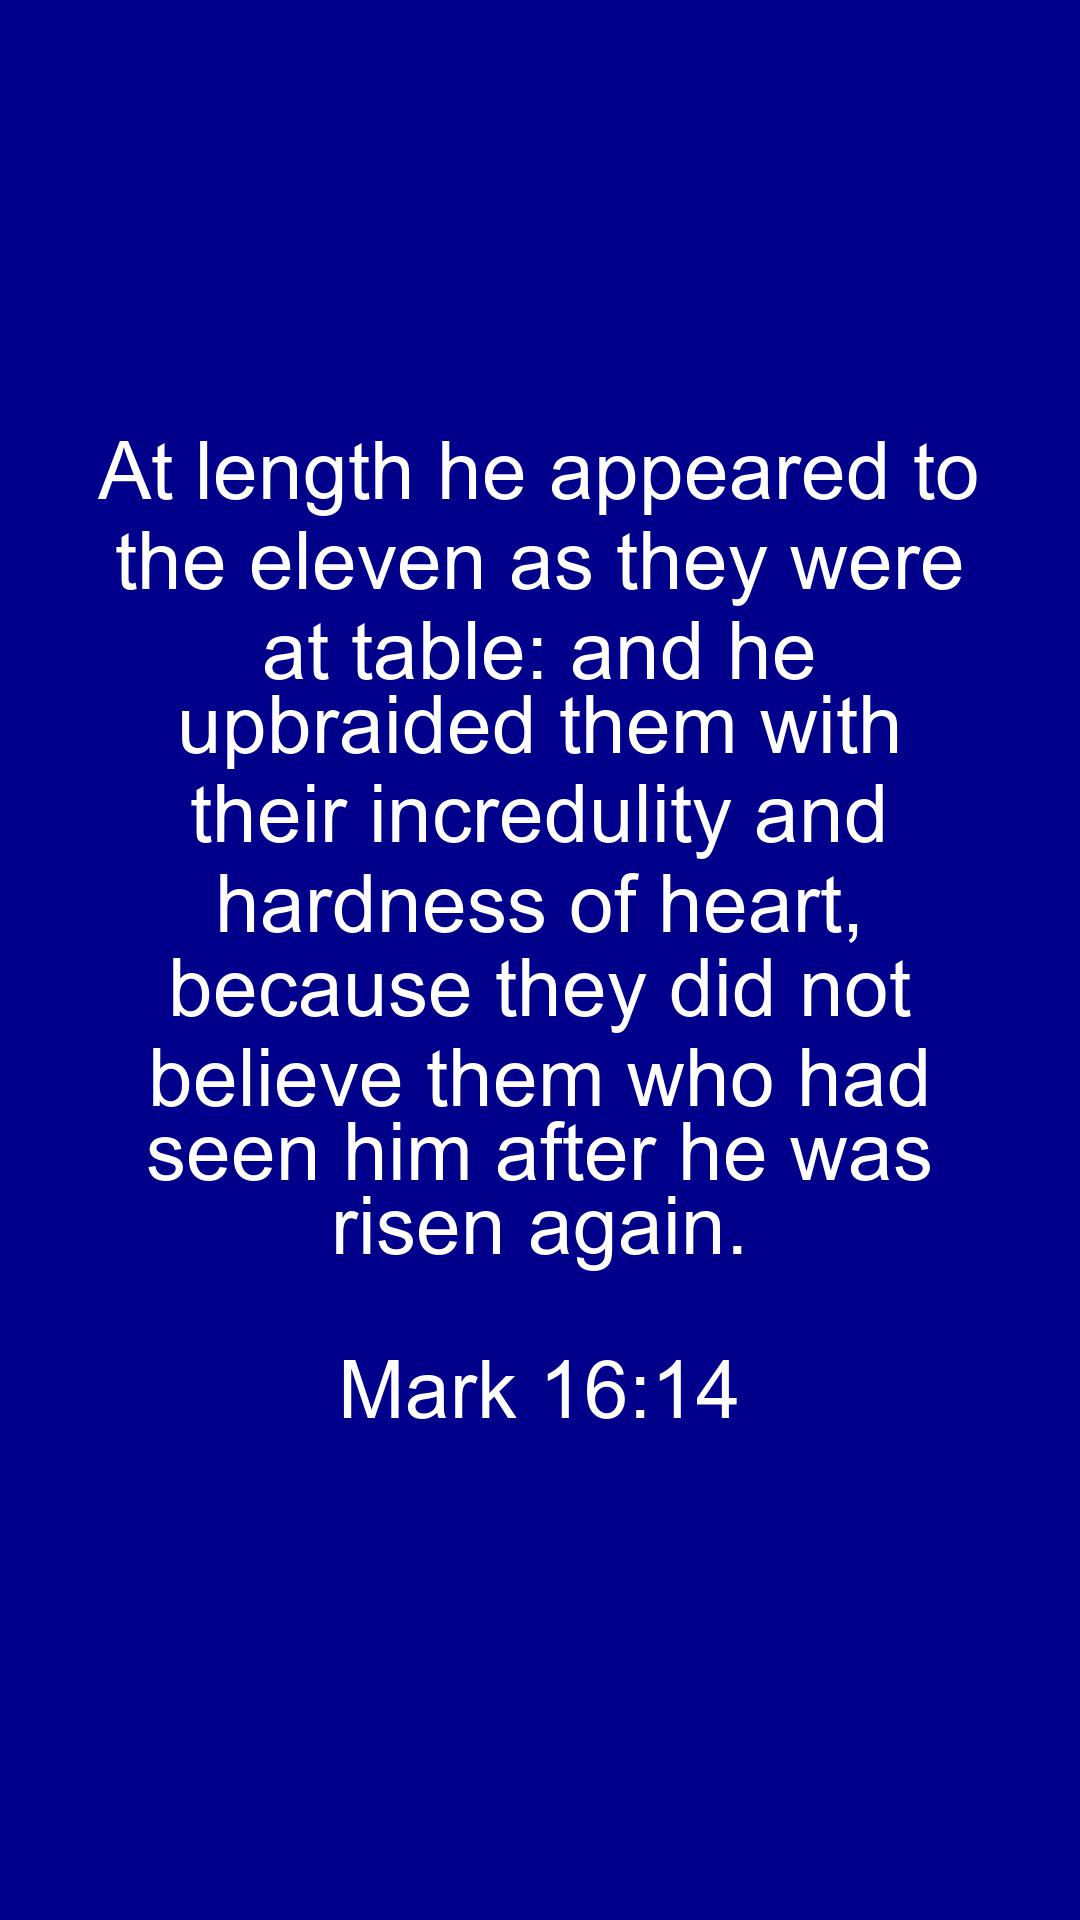 At length he appeared to
the eleven as they were
at table: and he
upbraided them with
their incredulity and
hardness of heart,
because they did not
believe them who had
seen him after he was
risen again.
Mark 16:14